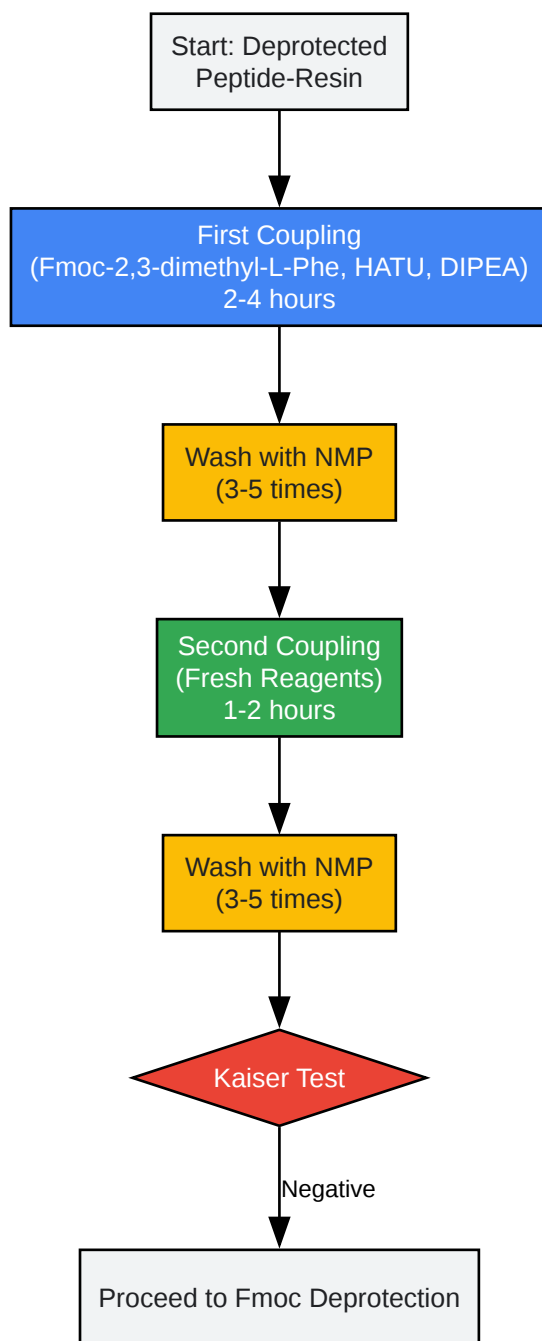 Start: Deprotected
Peptide-Resin
First Coupling
(Fmoc-2,3-dimethyl-L-Phe, HATU, DIPEA)
2-4 hours
Wash with NMP
(3-5 times)
Second Coupling
(Fresh Reagents)
1-2 hours
Wash with NMP
(3-5 times)
Kaiser Test
Negative
Proceed to Fmoc Deprotection